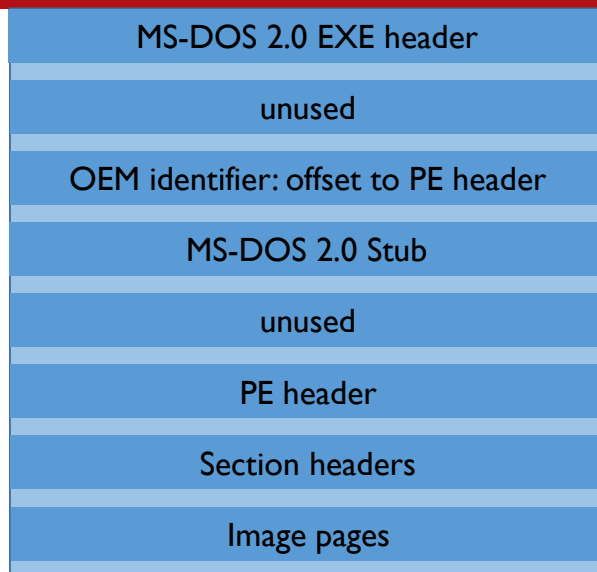 MS-DOS 2.0 EXE header
unused
OEM identifier: offset to PE header
MS-DOS 2.0 Stub
unused
PE header
Section headers
Image pages